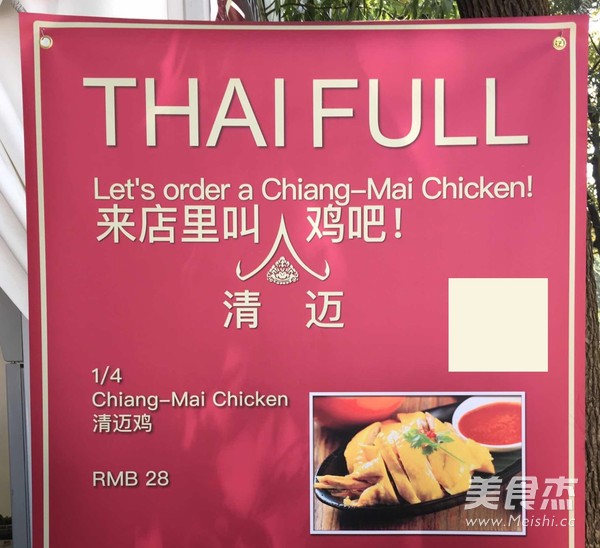 THAI FULL
Let's order a Chiang-Mai Chicken!
来店里叫 鸡吧！
清 迈
1/4
Chiang-Mai Chicken
清迈鸡
RMB 28
美食杰
www.Meishi.cc